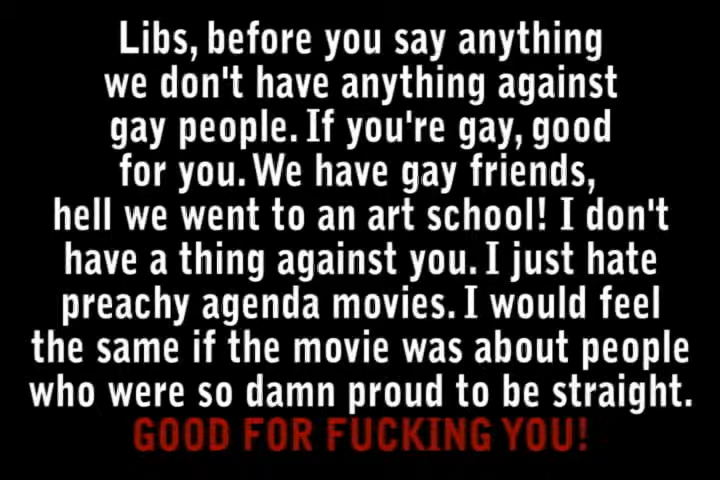 Libs, before you say anything
we don't have anything against
gay people. If you're gay, good
for you. We have gay friends,
hell we went to an art school! I don't
have a thing against you. I just hate
preachy agenda movies. I would feel
the same if the movie was about people
who were so damn proud to be straight.
GOOD FOR FUCKING YOU!